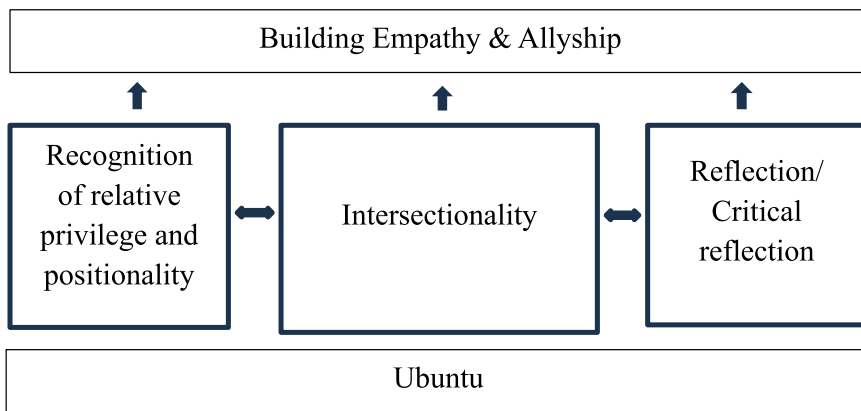 Building Empathy & Allyship
Recognition
of relative
privilege and
positionality
Intersectionality
Reflection/
Critical
reflection
Ubuntu